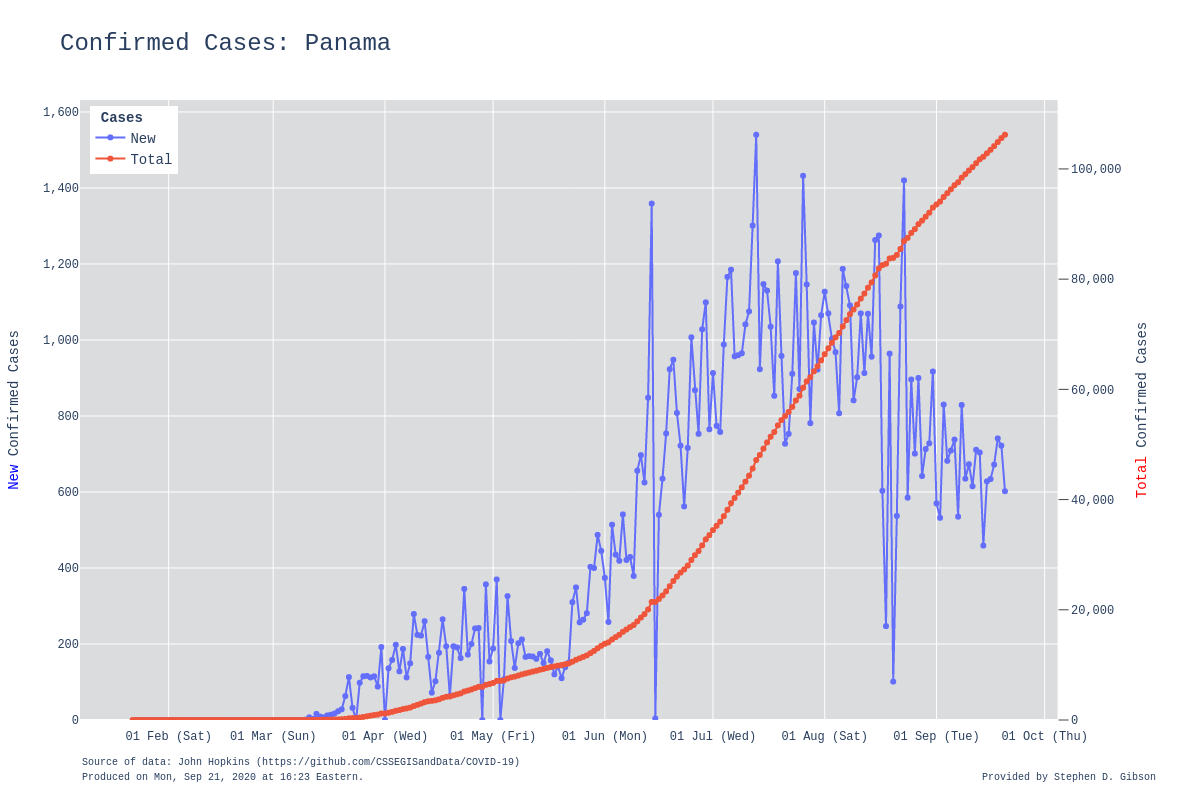 Confirmed Cases: Panama
Cases
New
Total
1,600
1,400
1,200
1,000
800
600
400
200
0
100,000
80,000
60,000
40,000
20,000
0
New Confirmed Cases
Total Confirmed Cases
01 Feb (Sat)
01 Mar (Sun)
01 Apr (Wed)
01 May (Fri)
01 Jun (Mon)
01 Jul (Wed)
01 Aug (Sat)
01 Sep (Tue)
01 Oct (Thu)
Source of data: John Hopkins (https://github.com/CSSEGISandData/COVID-19)
Produced on Mon, Sep 21, 2020 at 16:23 Eastern.
Provided by Stephen D. Gibson